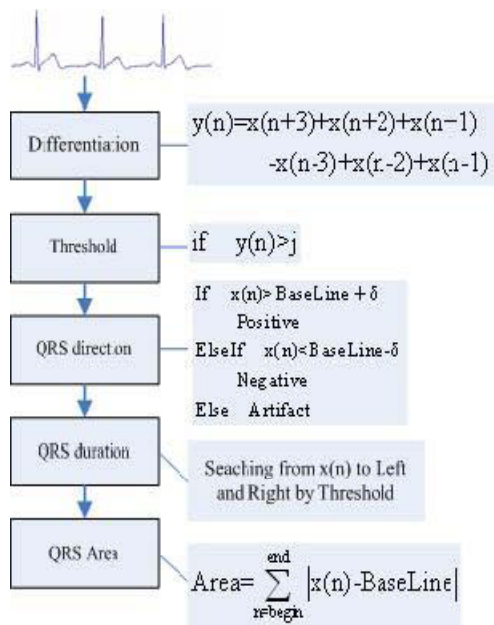 Differentiation
y(n)=x(n+3)+x(n+2)+x(n-1)
-x(n-3)+x(n-2)+x(n-1)
Threshold
if y(n)>j
QRS direction
If x(n)>BaseLine+δ
Positive
ElseIf x(n)<BaseLine-δ
Negative
Else Artifact
QRS duration
Seaching from x(n) to Left
and Right by Threshold
QRS Area
end
Area=∑|x(n)-BaseLine|
n=begin